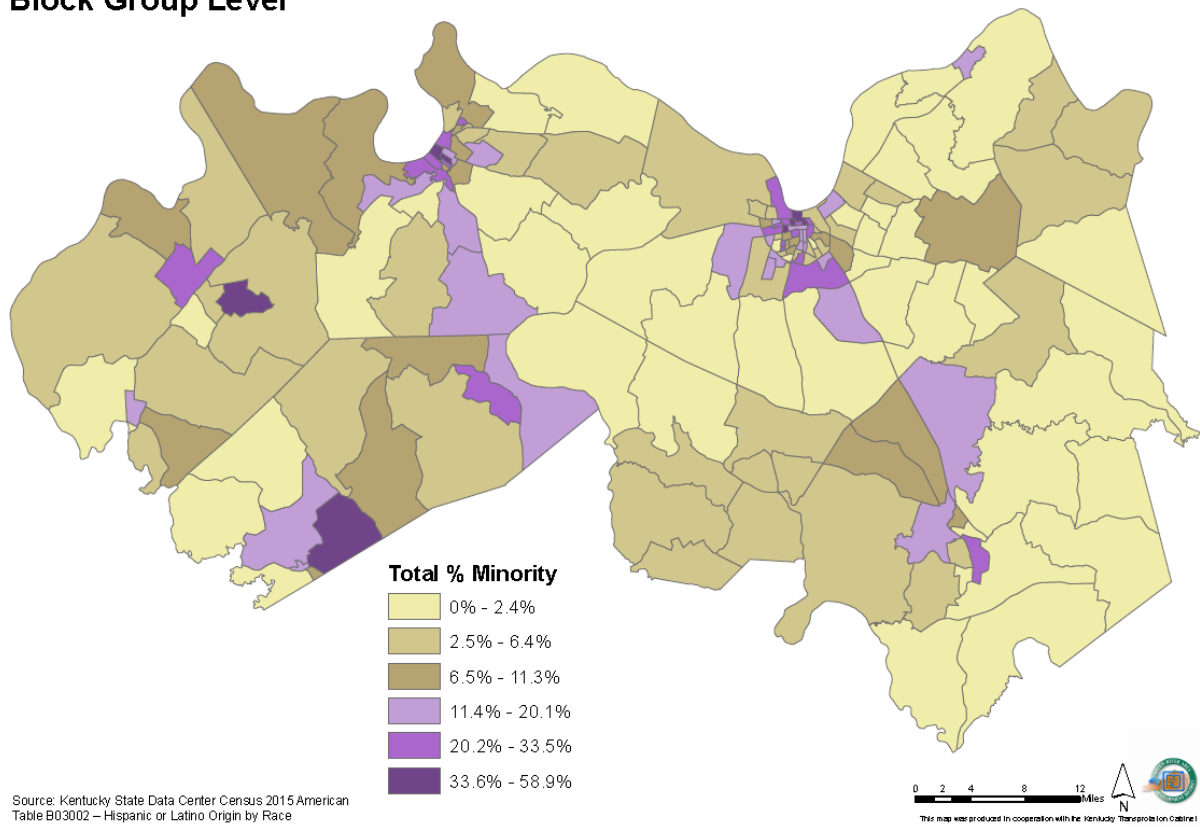 Block Group Level
Total % Minority
0% - 2.4%
2.5% - 6.4%
6.5% - 11.3%
11.4% - 20.1%
20.2% - 33.5%
33.6% - 58.9%
0 2 4 8 12
Miles
N
Source: Kentucky State Data Center Census 2015 American
Table B03002 – Hispanic or Latino Origin by Race
This map was produced in cooperation with the Kentucky Transprotation Cabinet